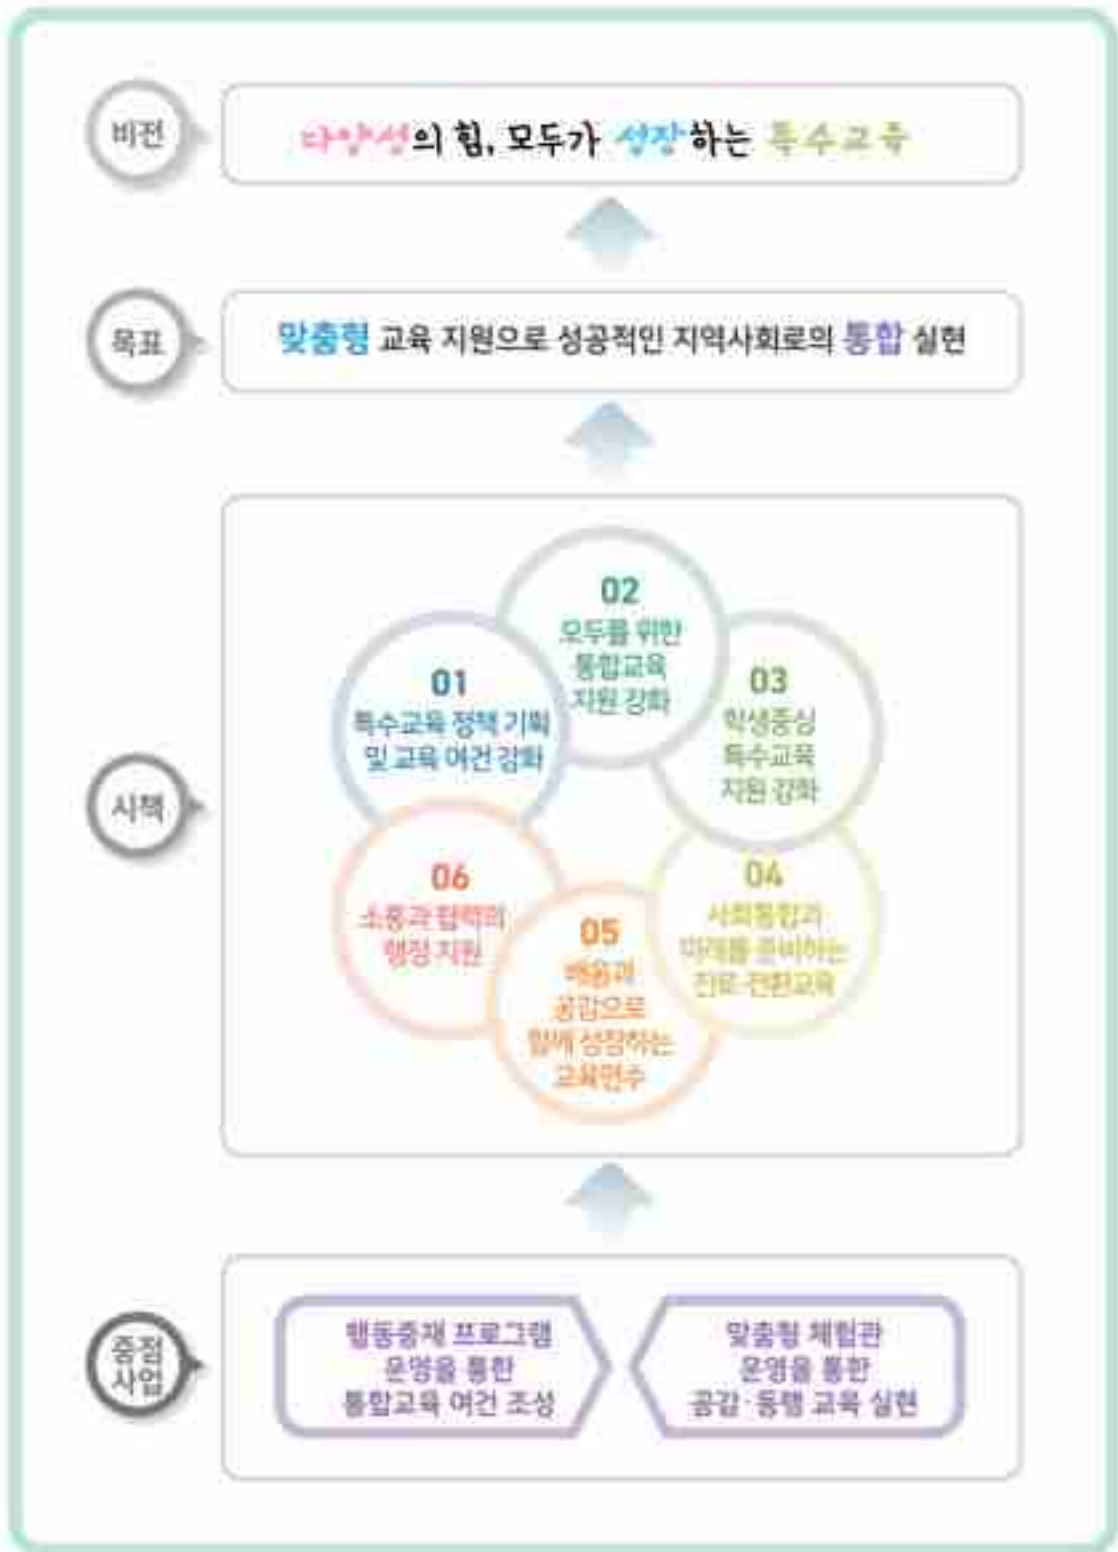 비전
다양성의 힘, 모두가 성장하는 특수교육
목표
맞춤형 교육 지원으로 성공적인 지역사회로의 통합 실현
시책
01
특수교육 정책 기획
및 교육 여건 강화
02
모두를 위한
통합교육
지원 강화
03
학생중심
특수교육
지원 강화
04
사회통합과
미래를 준비하는
진로·전환교육
05
배움과
공감으로
함께 성장하는
교육연수
06
소통과 협력의
행정 지원
중점
사업
행동중재 프로그램
운영을 통한
통합교육 여건 조성
맞춤형 체험관
운영을 통한
공감·동행 교육 실현